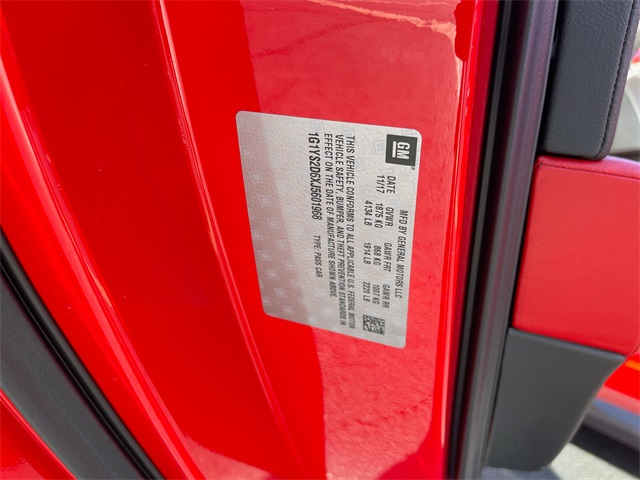 GM
MFD BY GENERAL MOTORS LLC
DATE GVWR GAWR FRT GAWR RR
11/17 1875 KG 868 KG 1007 KG
4134 LB 1914 LB 2220 LB
THIS VEHICLE CONFORMS TO ALL APPLICABLE U.S. FEDERAL MOTOR
VEHICLE SAFETY, BUMPER, AND THEFT PREVENTION STANDARDS IN
EFFECT ON THE DATE OF MANUFACTURE SHOWN ABOVE.
1G1YS2D6XJ5601968 TYPE: PASS CAR